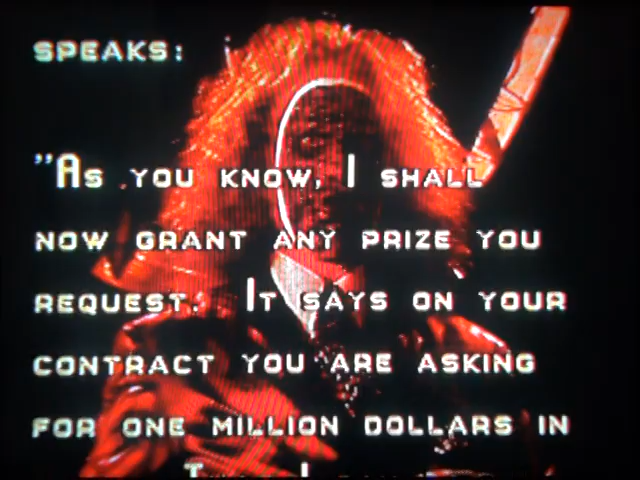 SPEAKS:
"AS YOU KNOW, I SHALL
NOW GRANT ANY PRIZE YOU
REQUEST. IT SAYS ON YOUR
CONTRACT YOU ARE ASKING
FOR ONE MILLION DOLLARS IN